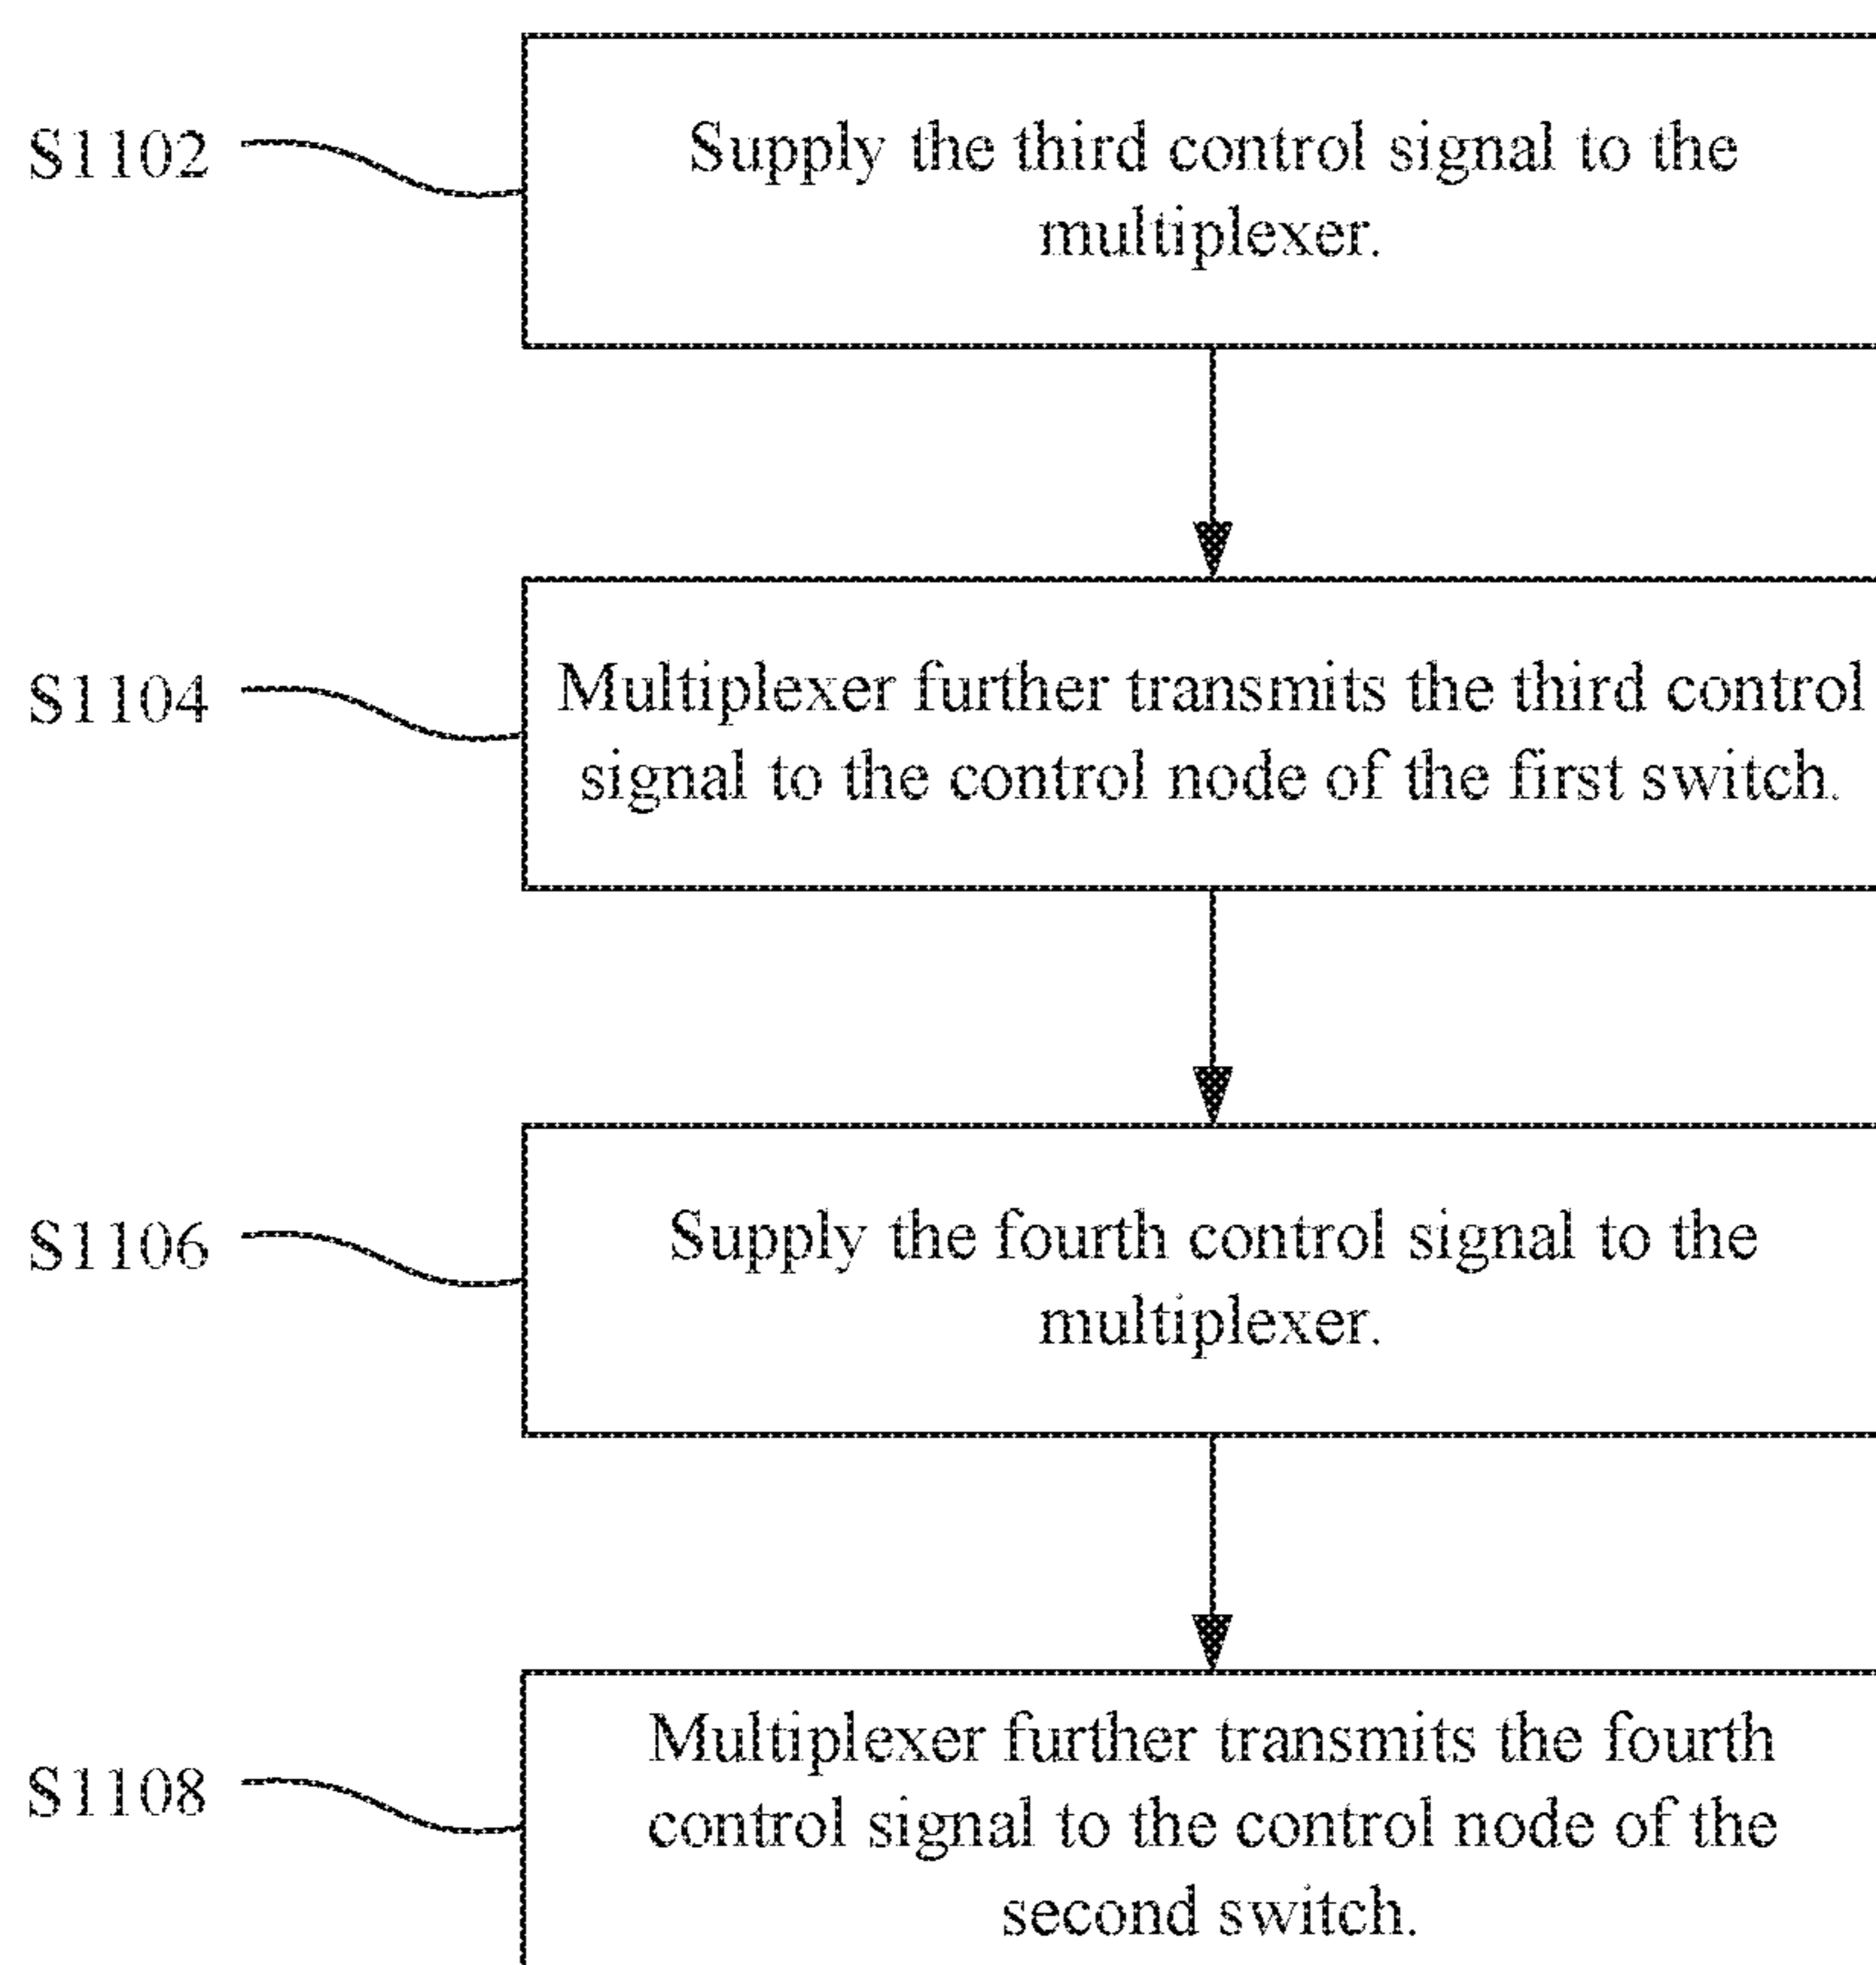 S1102
Supply the third control signal to the
multiplexer.
S1104
Multiplexer further transmits the third control
signal to the control node of the first switch.
S1106
Supply the fourth control signal to the
multiplexer.
S1108
Multiplexer further transmits the fourth
control signal to the control node of the
second switch.